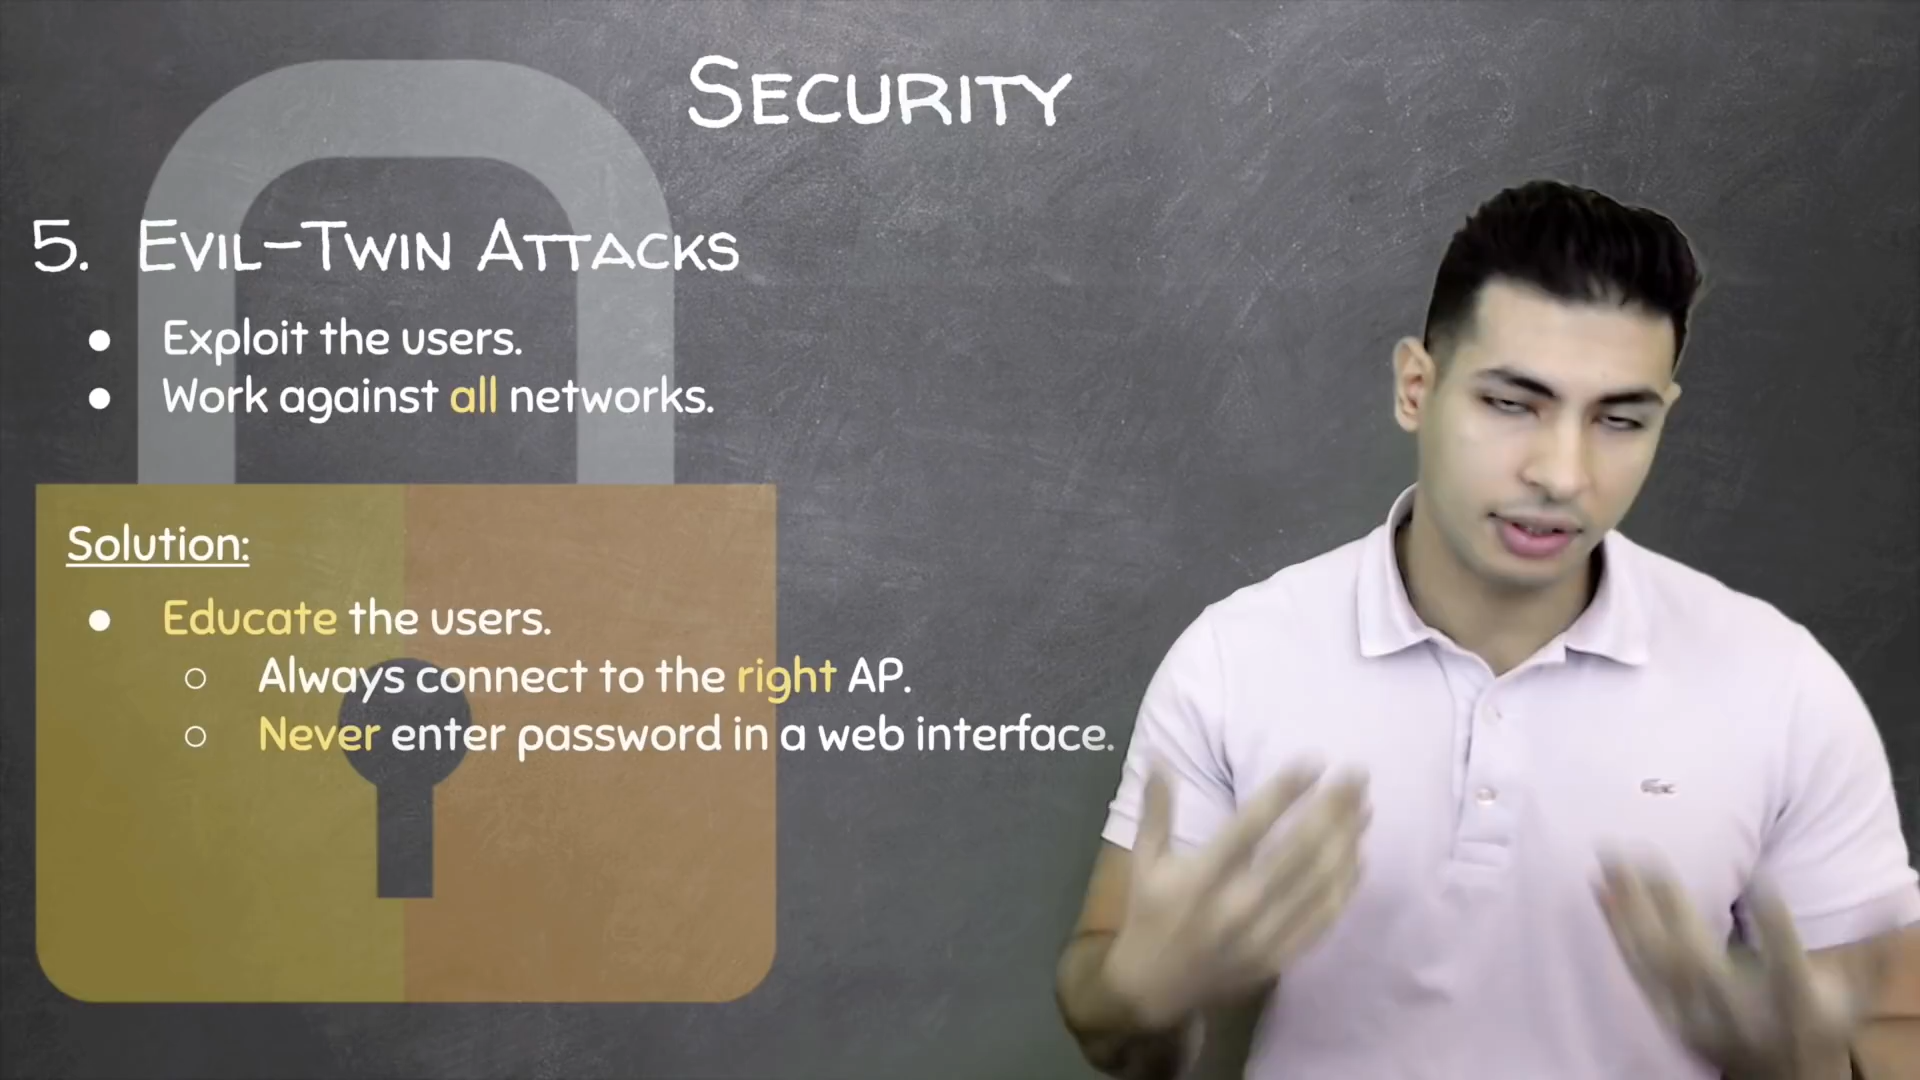 Security
5. Evil-Twin Attacks
● Exploit the users.
● Work against all networks.
Solution:
● Educate the users.
○ Always connect to the right AP.
○ Never enter password in a web interface.